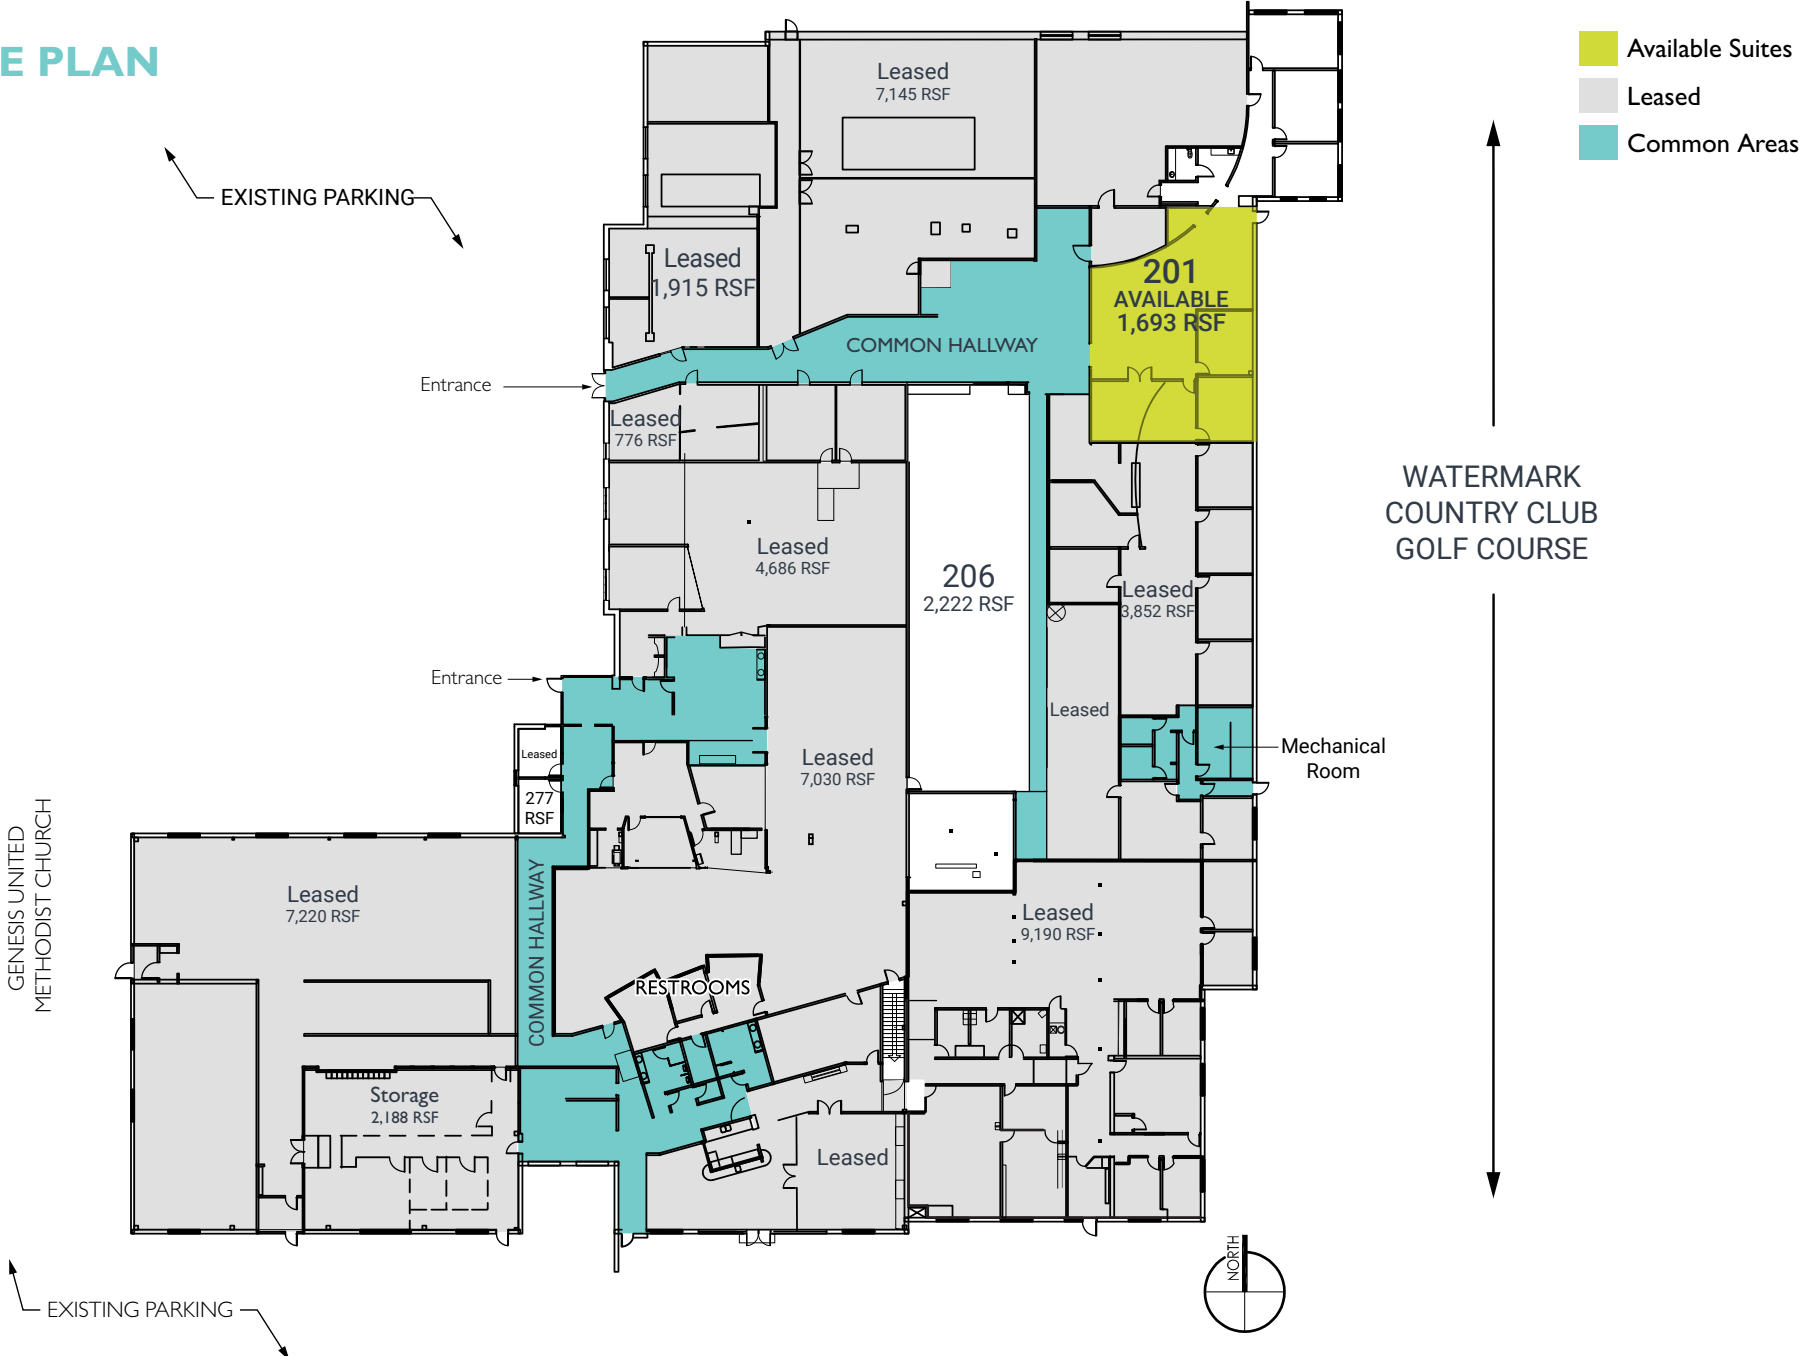 E PLAN
Available Suites
Leased
Common Areas
EXISTING PARKING
Leased
7,145 RSF
Leased
1,915 RSF
201
AVAILABLE
1,693 RSF
COMMON HALLWAY
Entrance
Leased
776 RSF
WATERMARK
COUNTRY CLUB
GOLF COURSE
Leased
4,686 RSF
206
2,222 RSF
Leased
3,852 RSF
Entrance
Leased
Leased
Leased
7,030 RSF
Mechanical
Room
277
RSF
GENESIS UNITED
METHODIST CHURCH
Leased
7,220 RSF
COMMON HALLWAY
Leased
9,190 RSF
RESTROOMS
Storage
2,188 RSF
Leased
NORTH
EXISTING PARKING